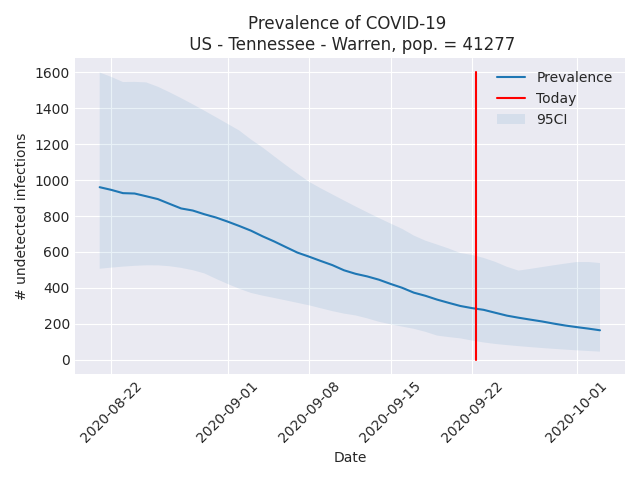 Prevalence of COVID-19
US - Tennessee - Warren, pop. = 41277
1600
1400
1200
1000
800
600
400
200
0
# undetected infections
Prevalence
Today
95CI
2020-08-22
2020-09-01
2020-09-08
2020-09-15
2020-09-22
2020-10-01
Date